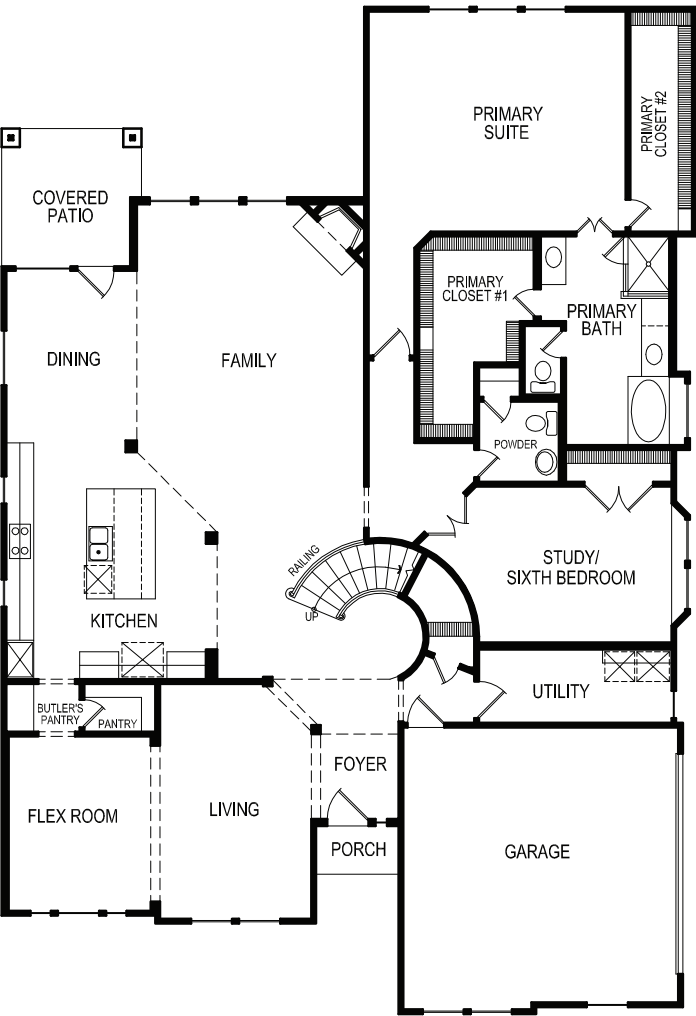 PRIMARY
SUITE
PRIMARY
CLOSET #2
COVERED
PATIO
PRIMARY
CLOSET #1
PRIMARY
BATH
DINING
FAMILY
POWDER
RAILING
UP
STUDY/
SIXTH BEDROOM
KITCHEN
UTILITY
BUTLER'S
PANTRY
PANTRY
FOYER
FLEX ROOM
LIVING
PORCH
GARAGE